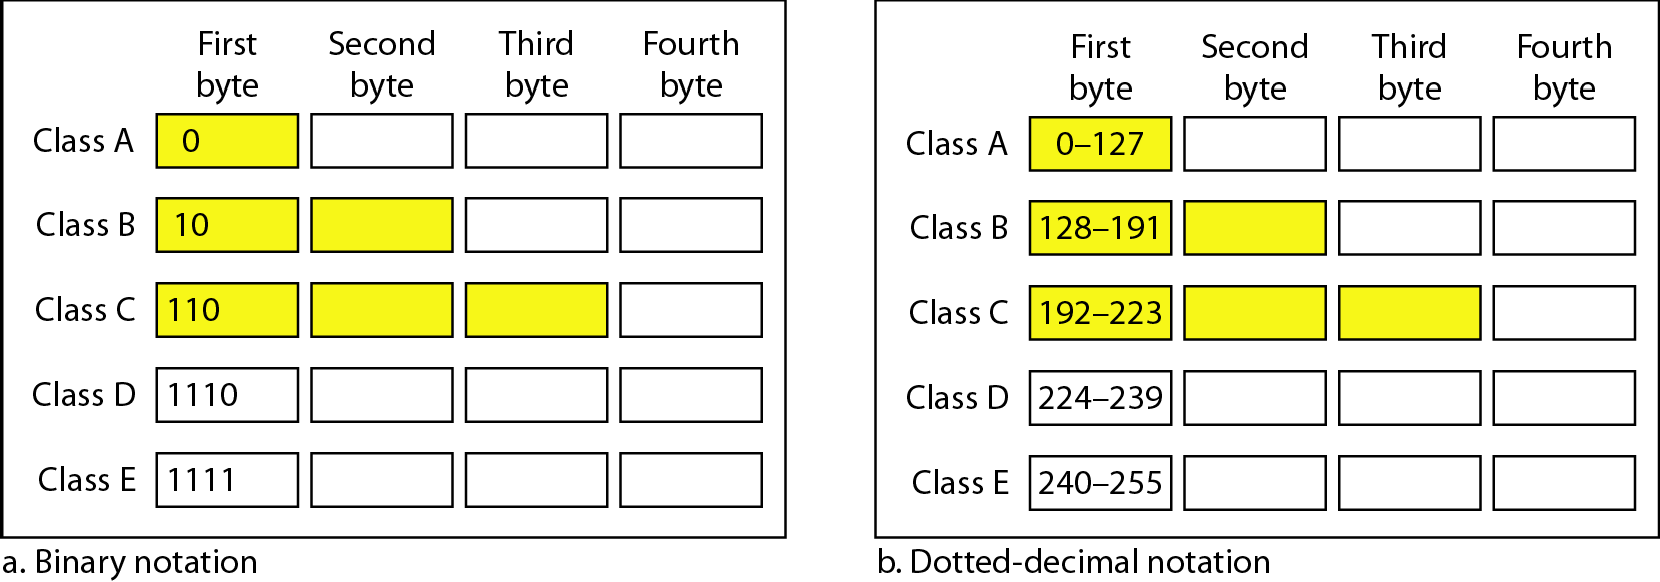 First Second Third Fourth
byte byte byte byte
Class A 0
Class B 10
Class C 110
Class D 1110
Class E 1111
a. Binary notation
First Second Third Fourth
byte byte byte byte
Class A 0–127
Class B 128–191
Class C 192–223
Class D 224–239
Class E 240–255
b. Dotted-decimal notation